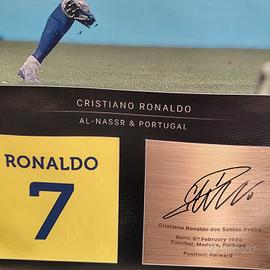 CRISTIANO RONALDO
AL-NASSR & PORTUGAL
RONALDO
7
Cristiano Ronaldo dos Santos Aveiro
Born: 5th February 1985
Funchal, Madeira, Portugal
Position: Forward